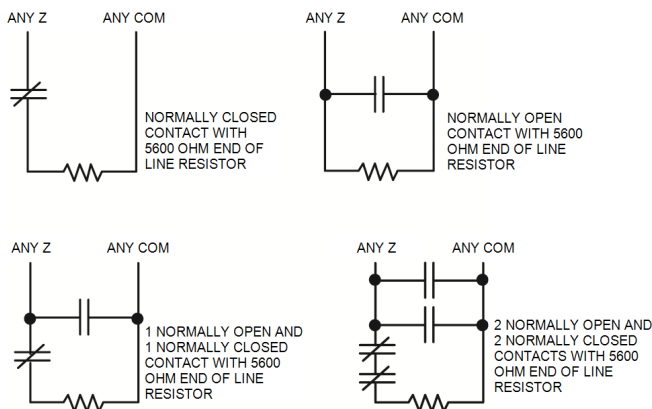 ANY Z ANY COM
NORMALLY CLOSED
CONTACT WITH
5600 OHM END OF
LINE RESISTOR
ANY Z ANY COM
NORMALLY OPEN
CONTACT WITH 5600
OHM END OF LINE
RESISTOR
ANY Z ANY COM
1 NORMALLY OPEN AND
1 NORMALLY CLOSED
CONTACT WITH 5600
OHM END OF LINE
RESISTOR
ANY Z ANY COM
2 NORMALLY OPEN AND
2 NORMALLY CLOSED
CONTACTS WITH 5600
OHM END OF LINE
RESISTOR